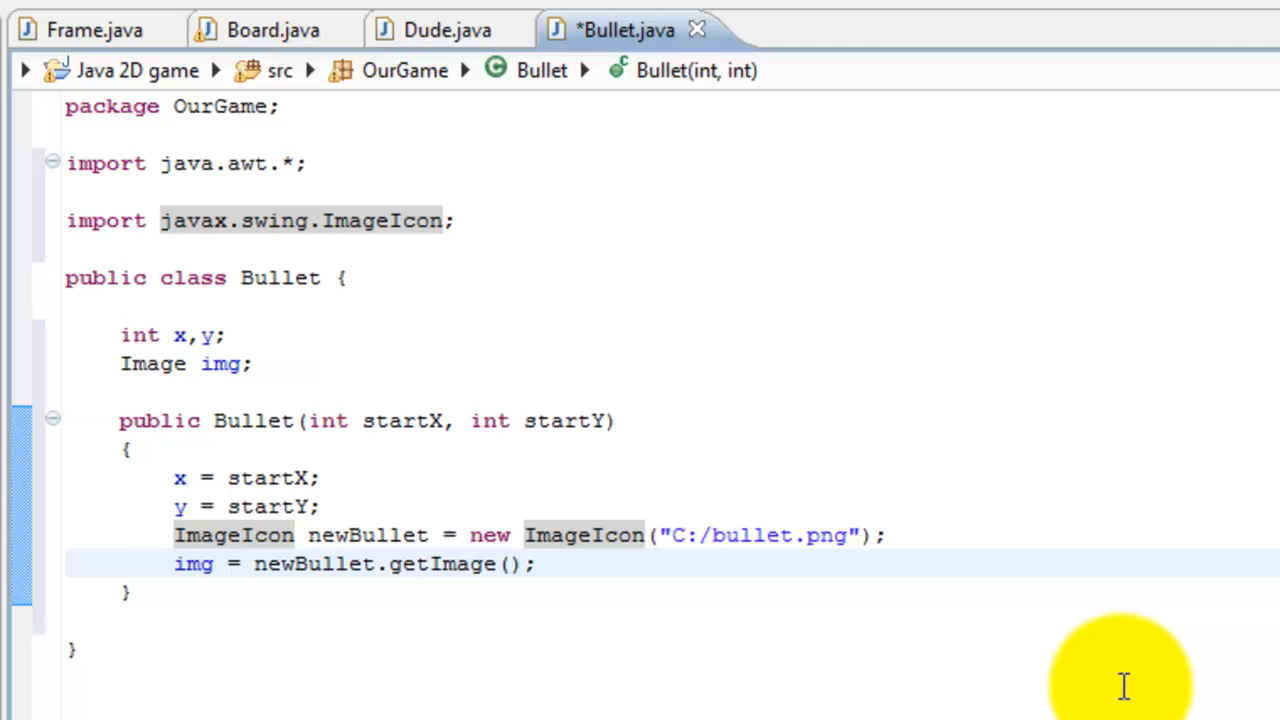 Frame.java Board.java Dude.java *Bullet.java
Java 2D game src OurGame Bullet Bullet(int, int)
package OurGame;
import java.awt.*;
import javax.swing.ImageIcon;
public class Bullet {
int x,y;
Image img;
public Bullet(int startX, int startY)
{
x = startX;
y = startY;
ImageIcon newBullet = new ImageIcon("C:/bullet.png");
img = newBullet.getImage();
}
}